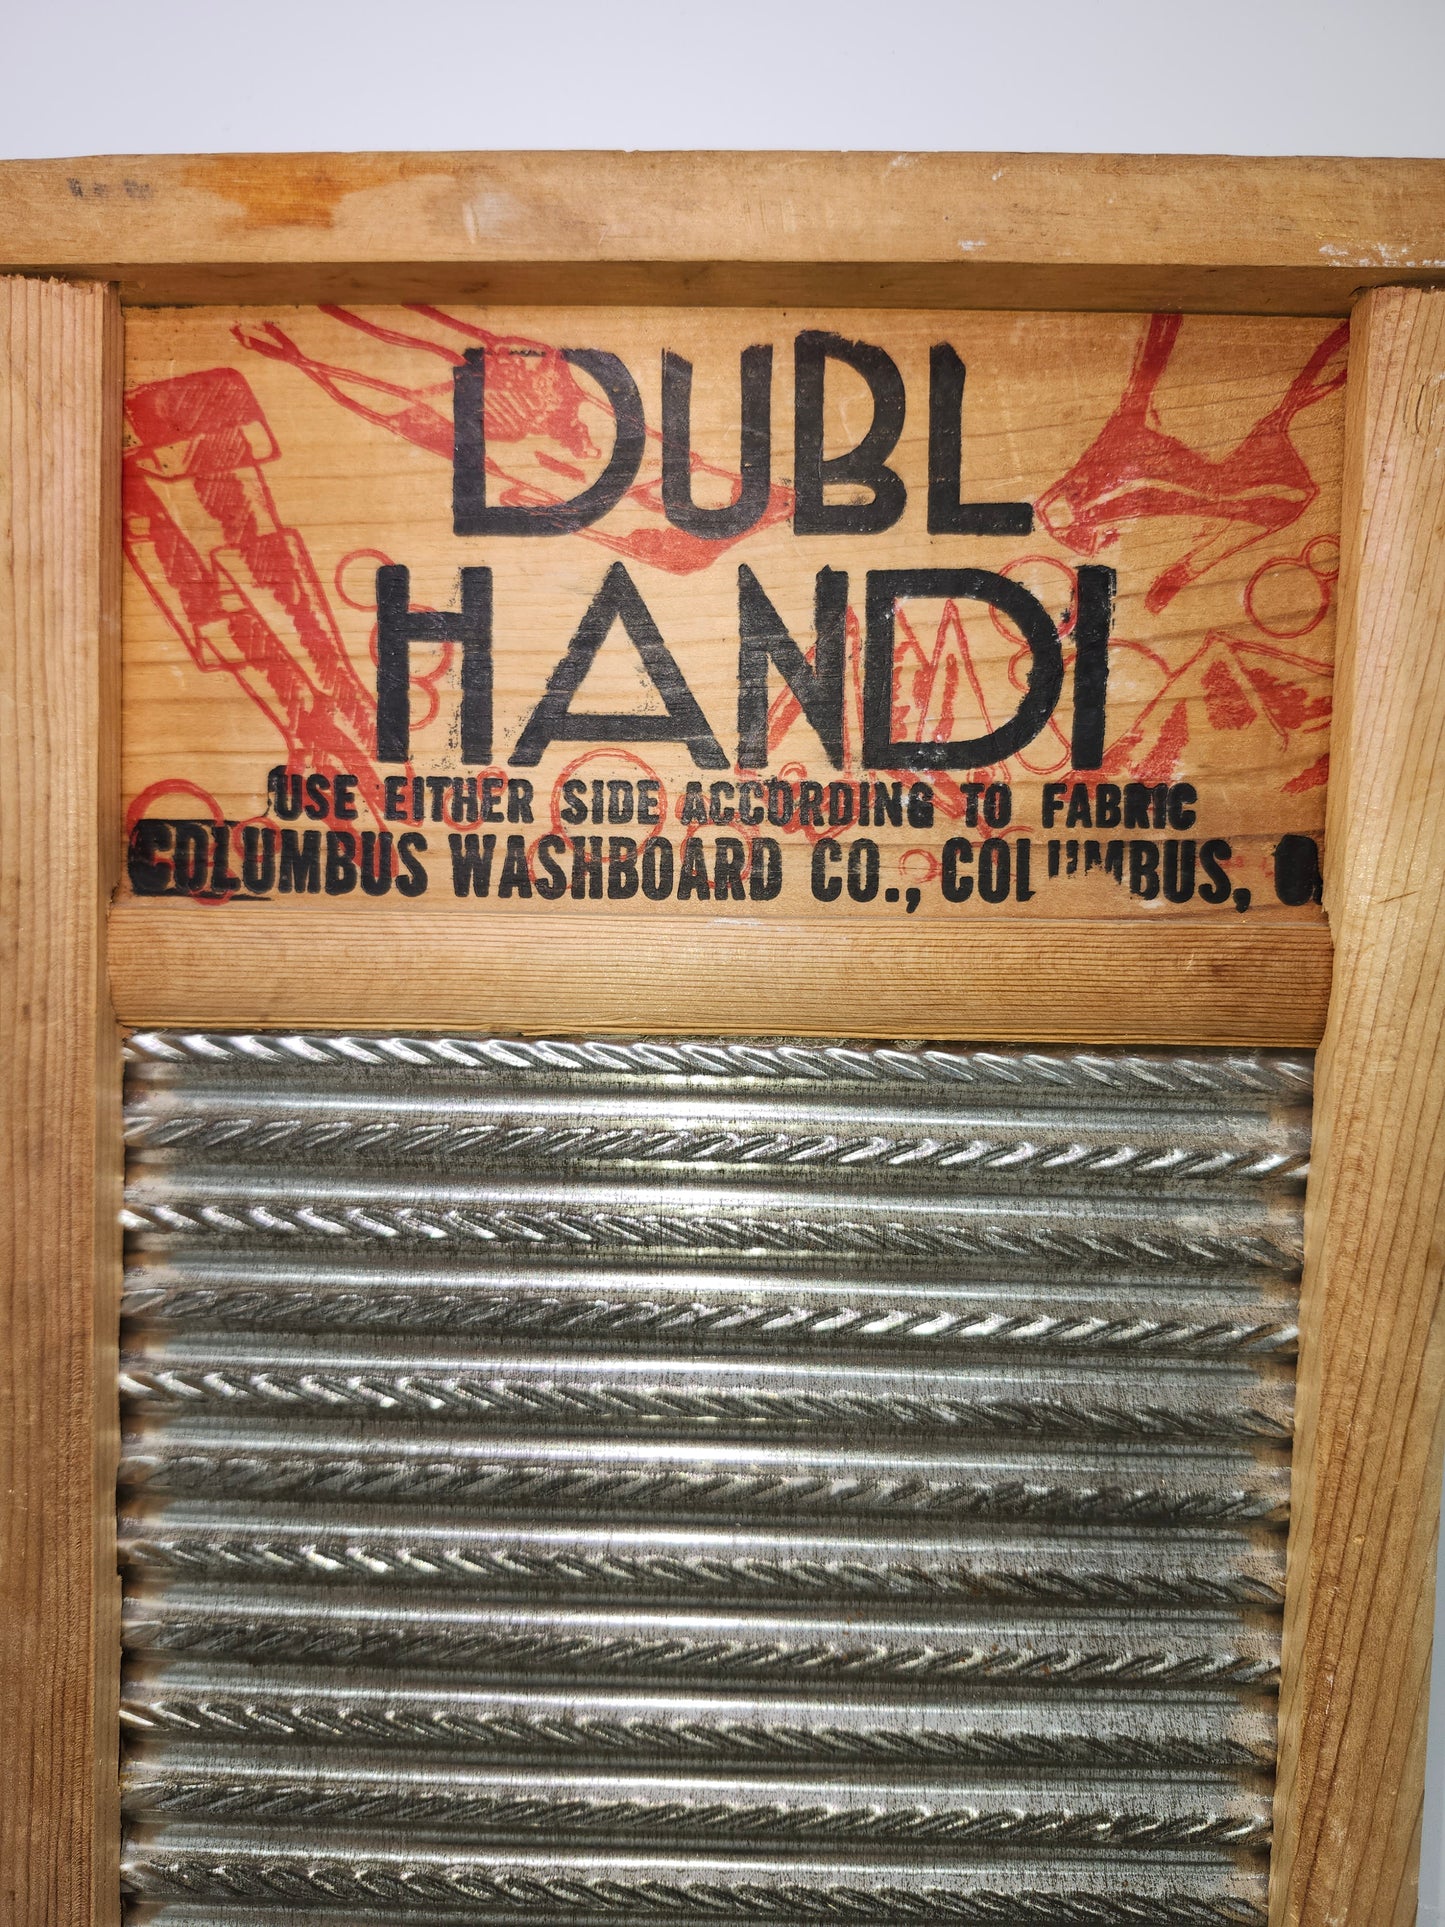 DUBL
HANDI
USE EITHER SIDE ACCORDING TO FABRIC
COLUMBUS WASHBOARD CO., COLUMBUS, O.